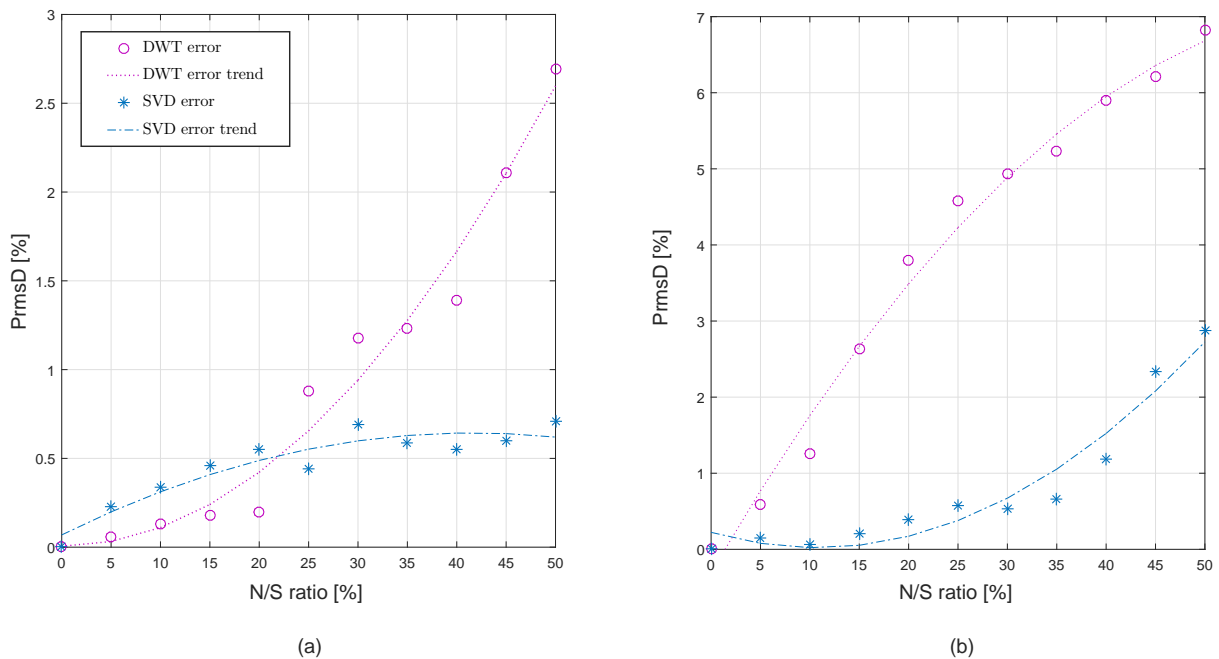 3
2.5
2
1.5
1
0.5
0
DWT error
DWT error trend
SVD error
SVD error trend
PrmsD [%]
0 5 10 15 20 25 30 35 40 45 50
N/S ratio [%]
(a)
7
6
5
4
3
2
1
0
PrmsD [%]
0 5 10 15 20 25 30 35 40 45 50
N/S ratio [%]
(b)